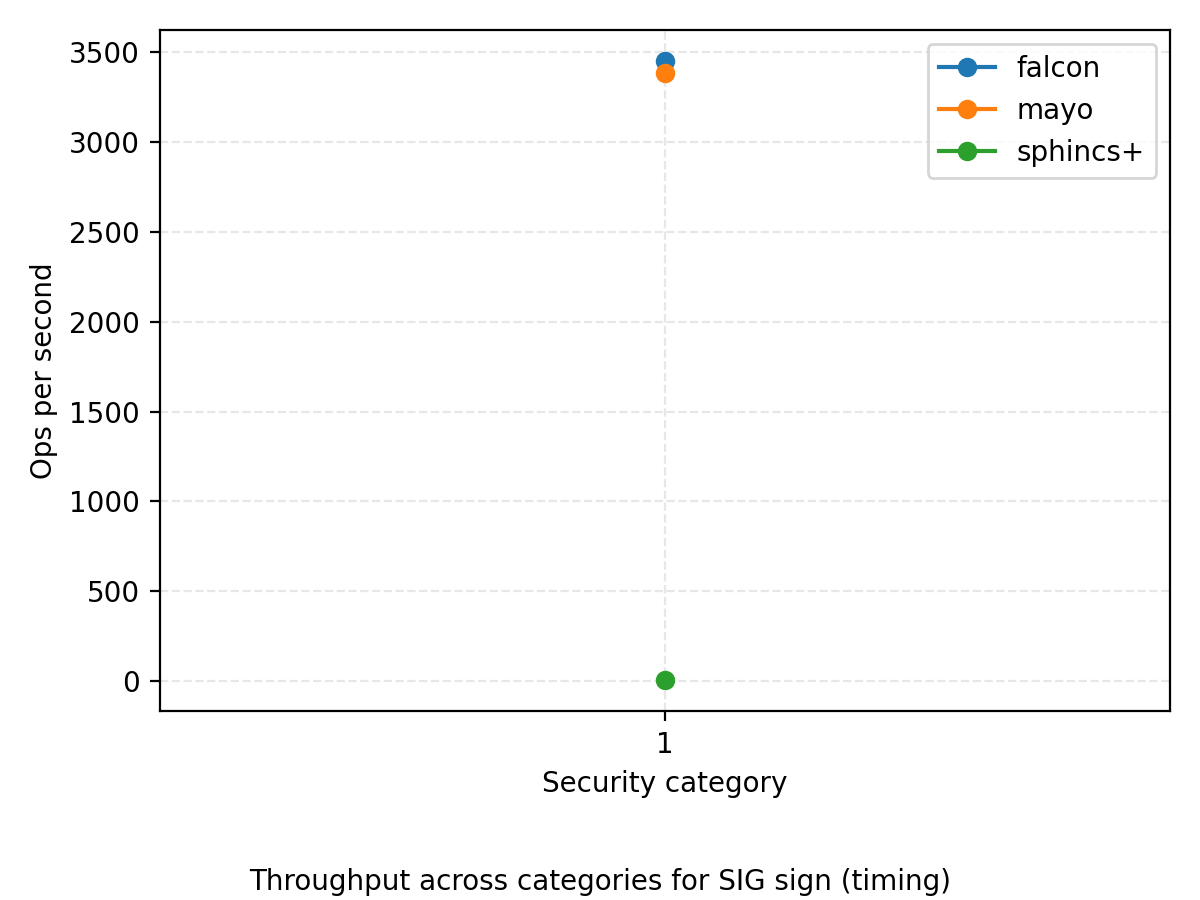 3500
3000
2500
2000
1500
1000
500
0
Ops per second
falcon
mayo
sphincs+
1
Security category
Throughput across categories for SIG sign (timing)